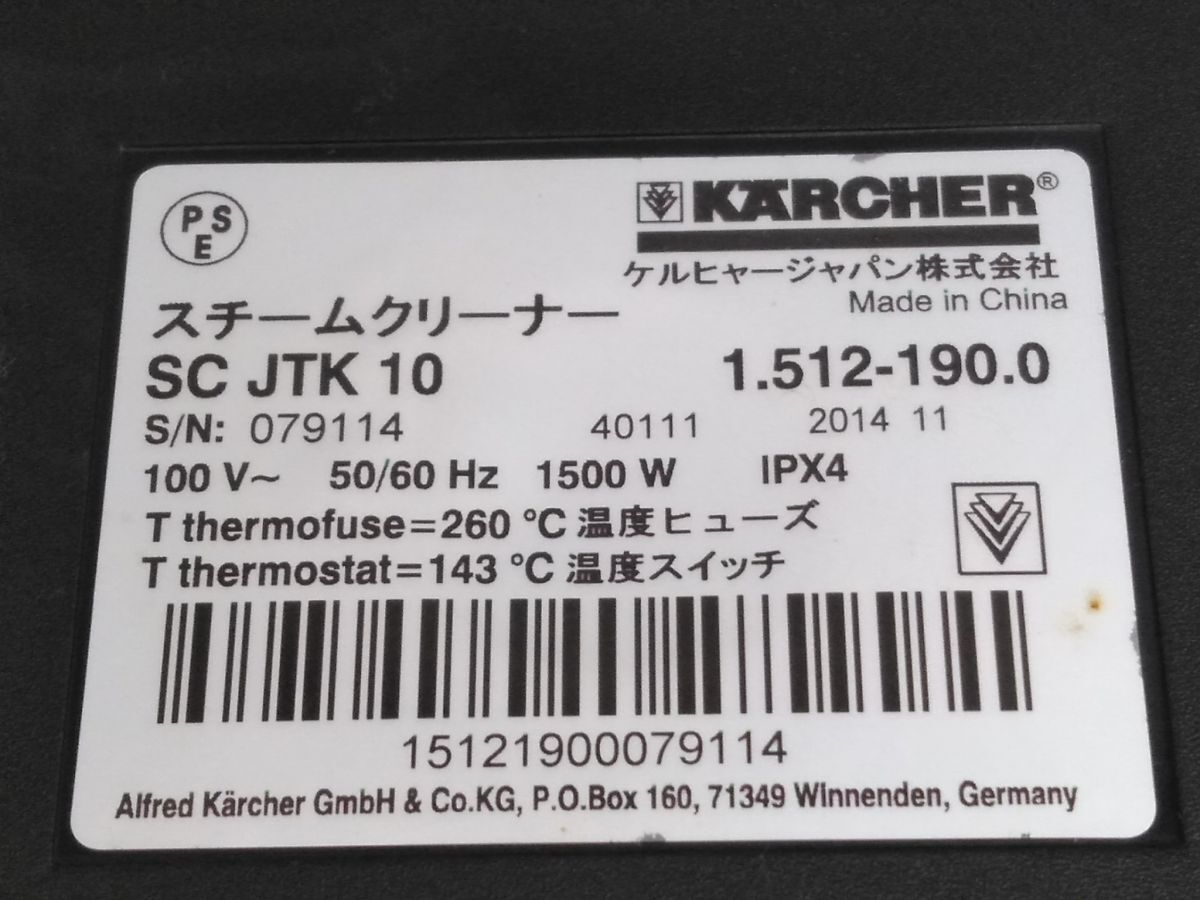 PSE
KÄRCHER®
ケルヒャージャパン株式会社
Made in China
スチームクリーナー
SC JTK 10 1.512-190.0
S/N: 079114 40111 2014 11
100 V~ 50/60 Hz 1500 W IPX4
T thermofuse=260 °C 温度ヒューズ
T thermostat=143 °C 温度スイッチ
15121900079114
Alfred Kärcher GmbH & Co.KG, P.O.Box 160, 71349 Winnenden, Germany